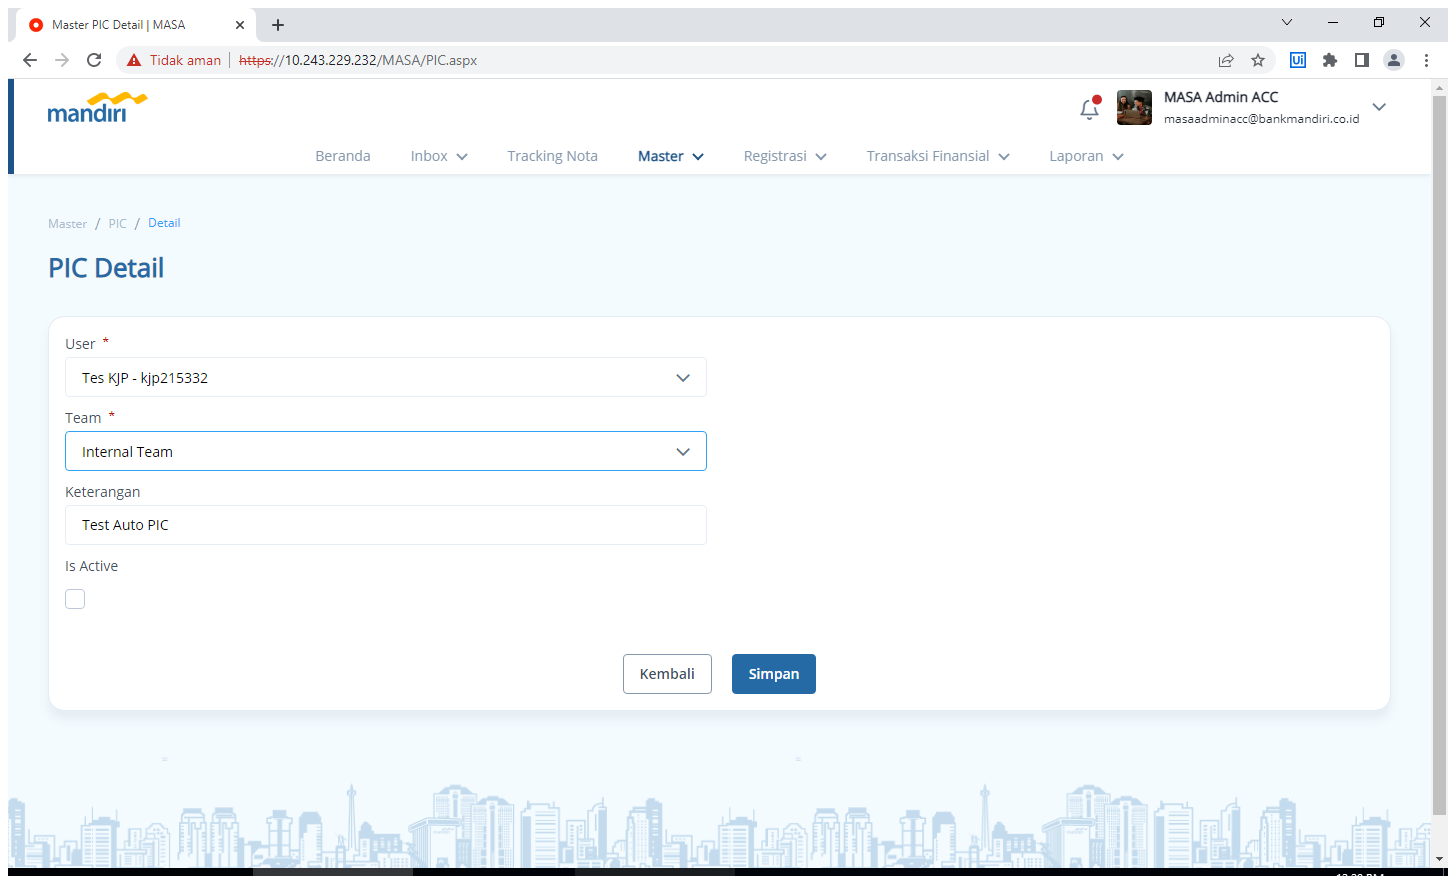 Master PIC Detail | MASA
Tidak aman
https://10.243.229.232/MASA/PIC.aspx
Ui
mandiri
MASA Admin ACC
masaadminacc@bankmandiri.co.id
Beranda
Inbox
Tracking Nota
Master
Registrasi
Transaksi Finansial
Laporan
Master / PIC / Detail
PIC Detail
User *
Tes KJP - kjp215332
Team *
Internal Team
Keterangan
Test Auto PIC
Is Active
Kembali
Simpan